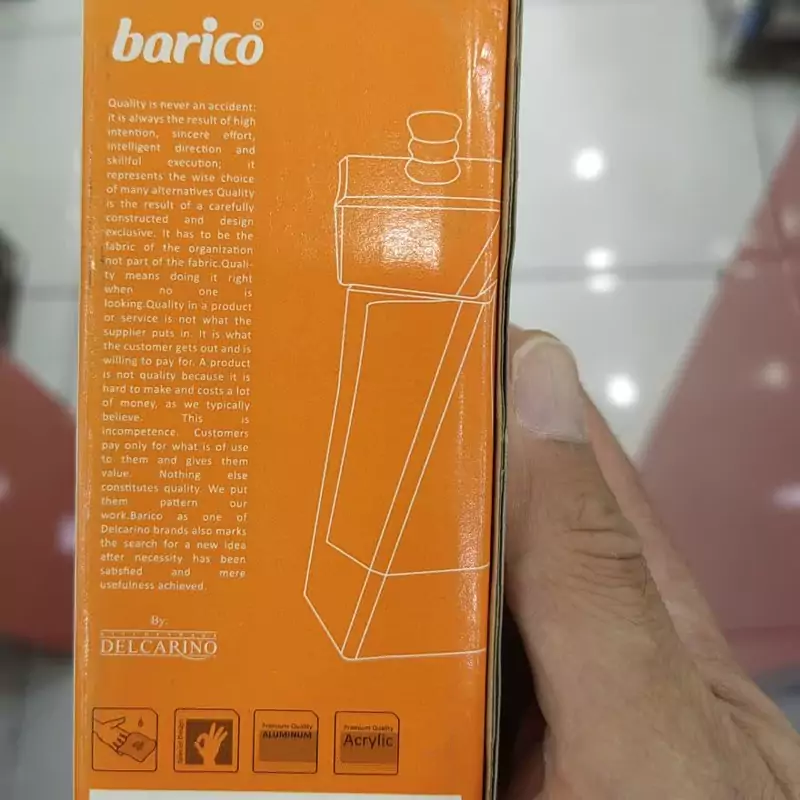 barico®
Quality is never an accident;
it is always the result of high
intention, sincere effort,
intelligent direction and
skillful execution; it
represents the wise choice
of many alternatives Quality
is the result of a carefully
constructed and design
exclusive. It has to be the
fabric of the organization
not part of the fabric.Quali-
ty means doing it right
when no one is
looking.Quality in a product
or service is not what the
supplier puts in. It is what
the customer gets out and is
willing to pay for. A product
is not quality because it is
hard to make and costs a lot
of money, as we typically
believe. This is
incompetence. Customers
pay only for what is of use
to them and gives them
value. Nothing else
constitutes quality. We put
them pattern our
work.Barico as one of
Delcarino brands also marks
the search for a new idea
after necessity has been
satisfied and mere
usefulness achieved.
By:
DELCARINO
Special Design
Premium Quality
ALUMINUM
Premium Quality
Acrylic